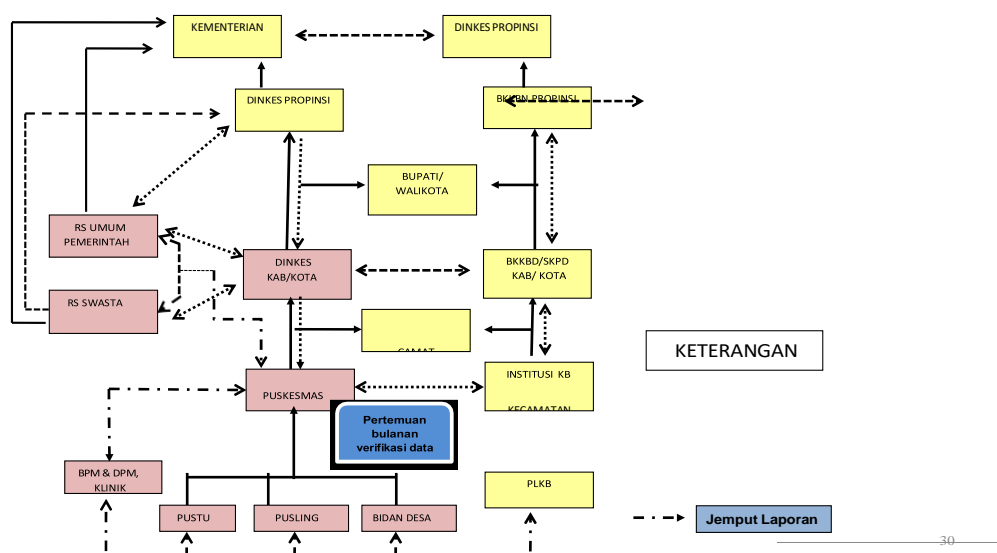 KEMENTERIAN
DINKES PROPINSI
DINKES PROPINSI
BKKBN PROPINSI
BUPATI/
WALIKOTA
RS UMUM
PEMERINTAH
DINKES
KAB/KOTA
BKKBD/SKPD
KAB/ KOTA
RS SWASTA
CAMAT
KETERANGAN
PUSKESMAS
INSTITUSI KB
KECAMATAN
Pertemuan
bulanan
verifikasi data
BPM & DPM,
KLINIK
PLKB
PUSTU
PUSLING
BIDAN DESA
Jemput Laporan
30